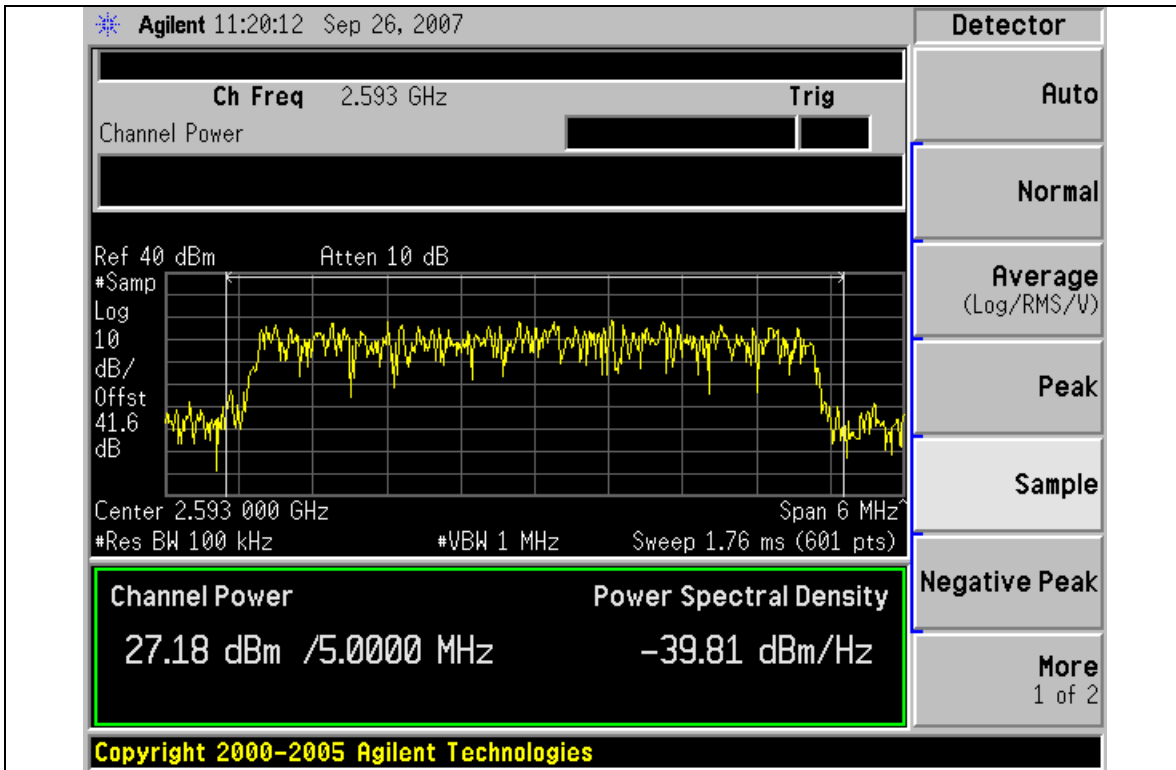 Agilent 11:20:12 Sep 26, 2007
Detector
Ch Freq 2.593 GHz Trig
Channel Power
Auto
Normal
Average
(Log/RMS/V)
Peak
Sample
Negative Peak
More
1 of 2
Ref 40 dBm Atten 10 dB
#Samp
Log
10
dB/
Offst
41.6
dB
Center 2.593 000 GHz Span 6 MHz^
#Res BW 100 kHz #VBW 1 MHz Sweep 1.76 ms (601 pts)
Channel Power Power Spectral Density
27.18 dBm /5.0000 MHz -39.81 dBm/Hz
Copyright 2000-2005 Agilent Technologies